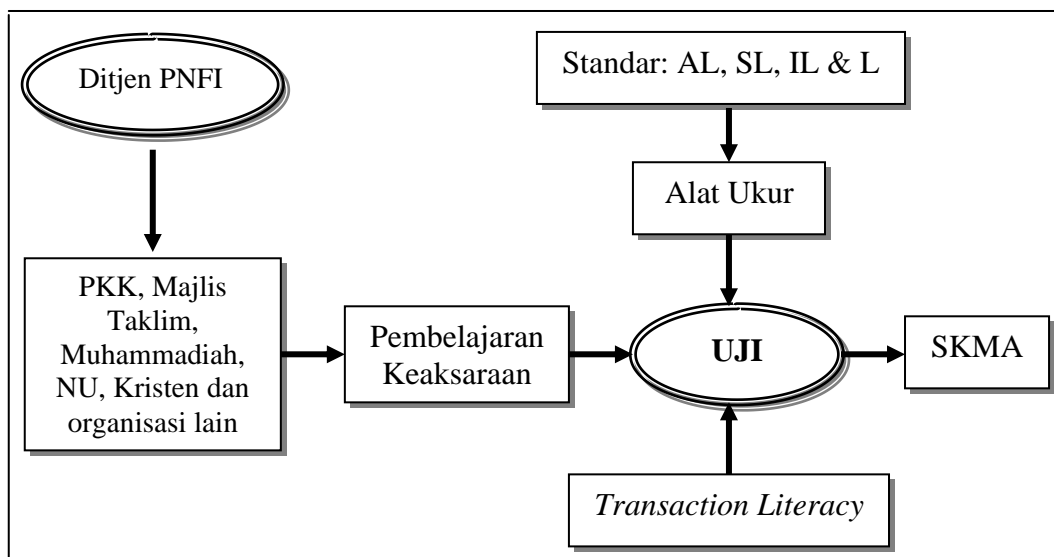 Ditjen PNFI
Standar: AL, SL, IL & L
Alat Ukur
PKK, Majlis
Taklim,
Muhammadiah,
NU, Kristen dan
organisasi lain
Pembelajaran
Keaksaraan
UJI
SKMA
Transaction Literacy